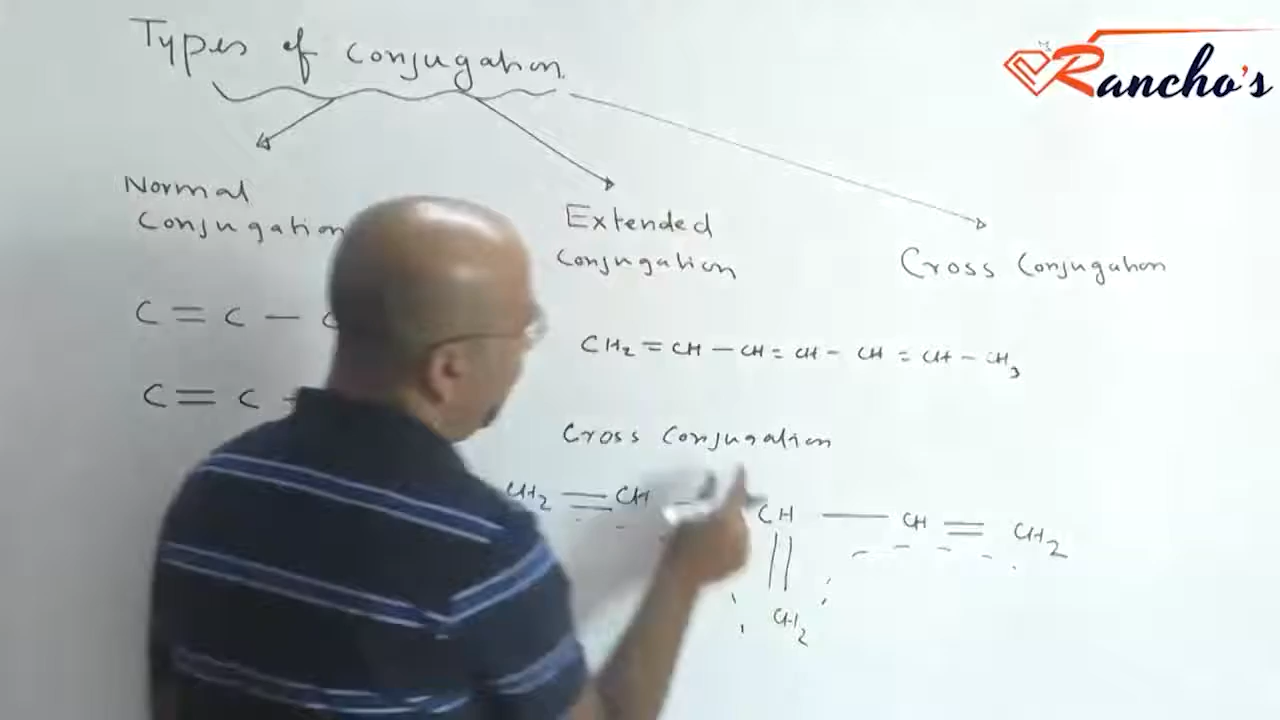 Types of Conjugation
Rancho's
Normal
Conjugation
Extended
Conjugation
Cross Conjugation
C = C – C
CH2 = CH – CH = CH – CH = CH – CH3
C = C
Cross Conjugation
CH2 = CH
CH — CH = CH2
||
CH2